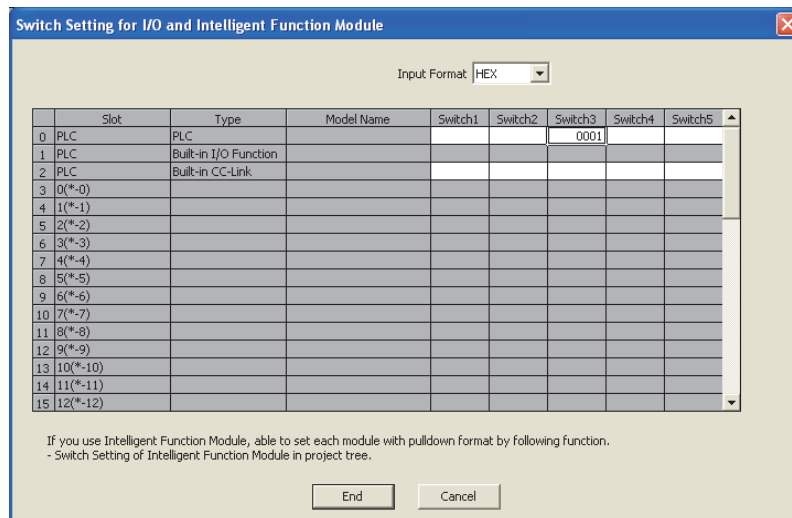 Switch Setting for I/O and Intelligent Function Module
Input Format HEX
Slot Type Model Name Switch1 Switch2 Switch3 Switch4 Switch5
0 PLC PLC 0001
1 PLC Built-in I/O Function
2 PLC Built-in CC-Link
3 0(*-0)
4 1(*-1)
5 2(*-2)
6 3(*-3)
7 4(*-4)
8 5(*-5)
9 6(*-6)
10 7(*-7)
11 8(*-8)
12 9(*-9)
13 10(*-10)
14 11(*-11)
15 12(*-12)
If you use Intelligent Function Module, able to set each module with pulldown format by following function.
- Switch Setting of Intelligent Function Module in project tree.
End Cancel